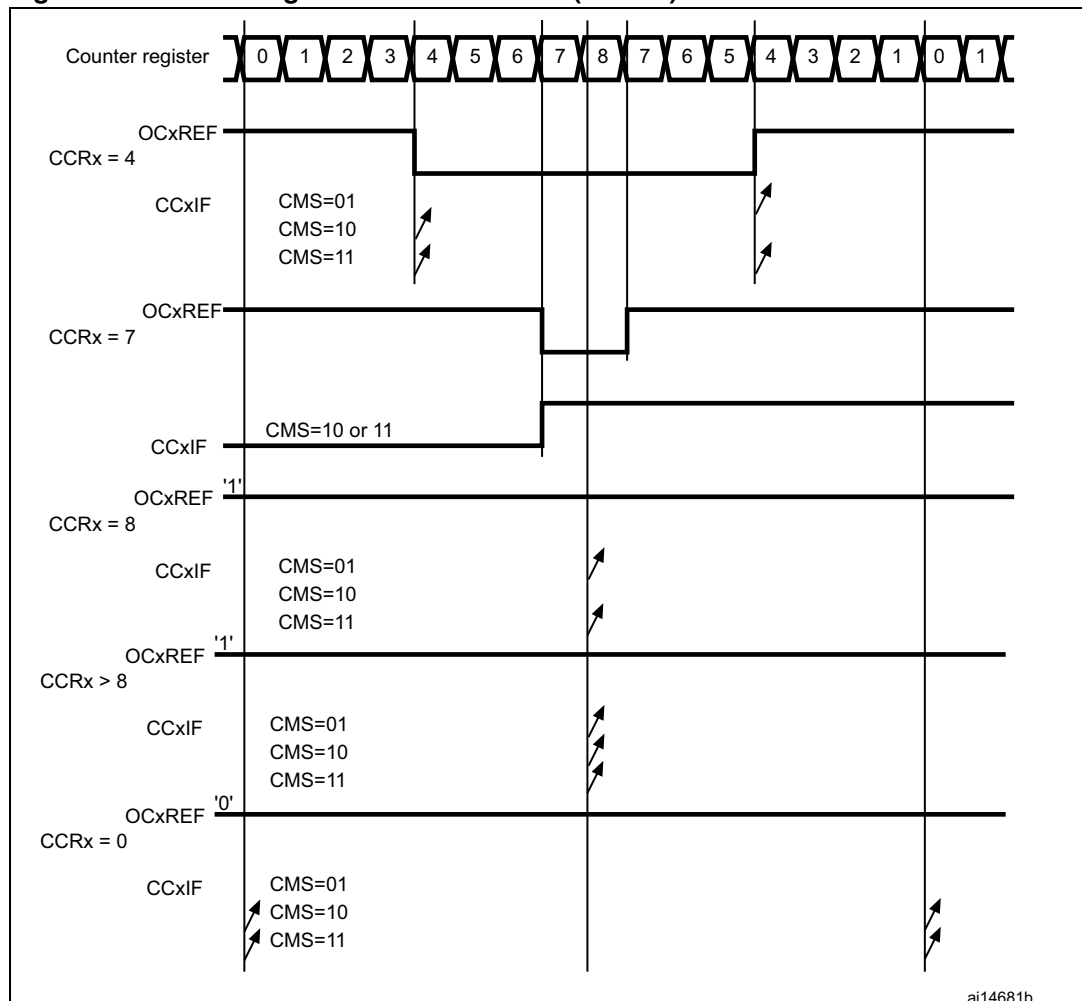 Counter register 0 1 2 3 4 5 6 7 8 7 6 5 4 3 2 1 0 1
OCxREF
CCRx = 4
CCxIF CMS=01
CMS=10
CMS=11
OCxREF
CCRx = 7
CMS=10 or 11
CCxIF
'1'
OCxREF
CCRx = 8
CCxIF CMS=01
CMS=10
CMS=11
'1'
OCxREF
CCRx > 8
CCxIF CMS=01
CMS=10
CMS=11
'0'
OCxREF
CCRx = 0
CCxIF CMS=01
CMS=10
CMS=11
ai14681b